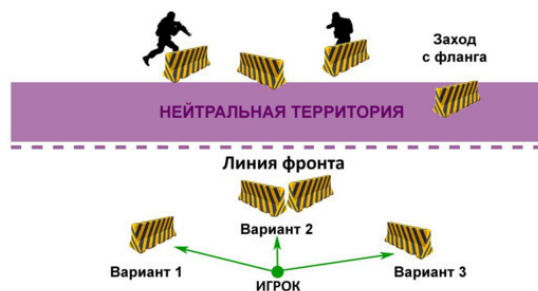 Заход
с фланга
НЕЙТРАЛЬНАЯ ТЕРРИТОРИЯ
Линия фронта
Вариант 2
Вариант 1
Вариант 3
ИГРОК